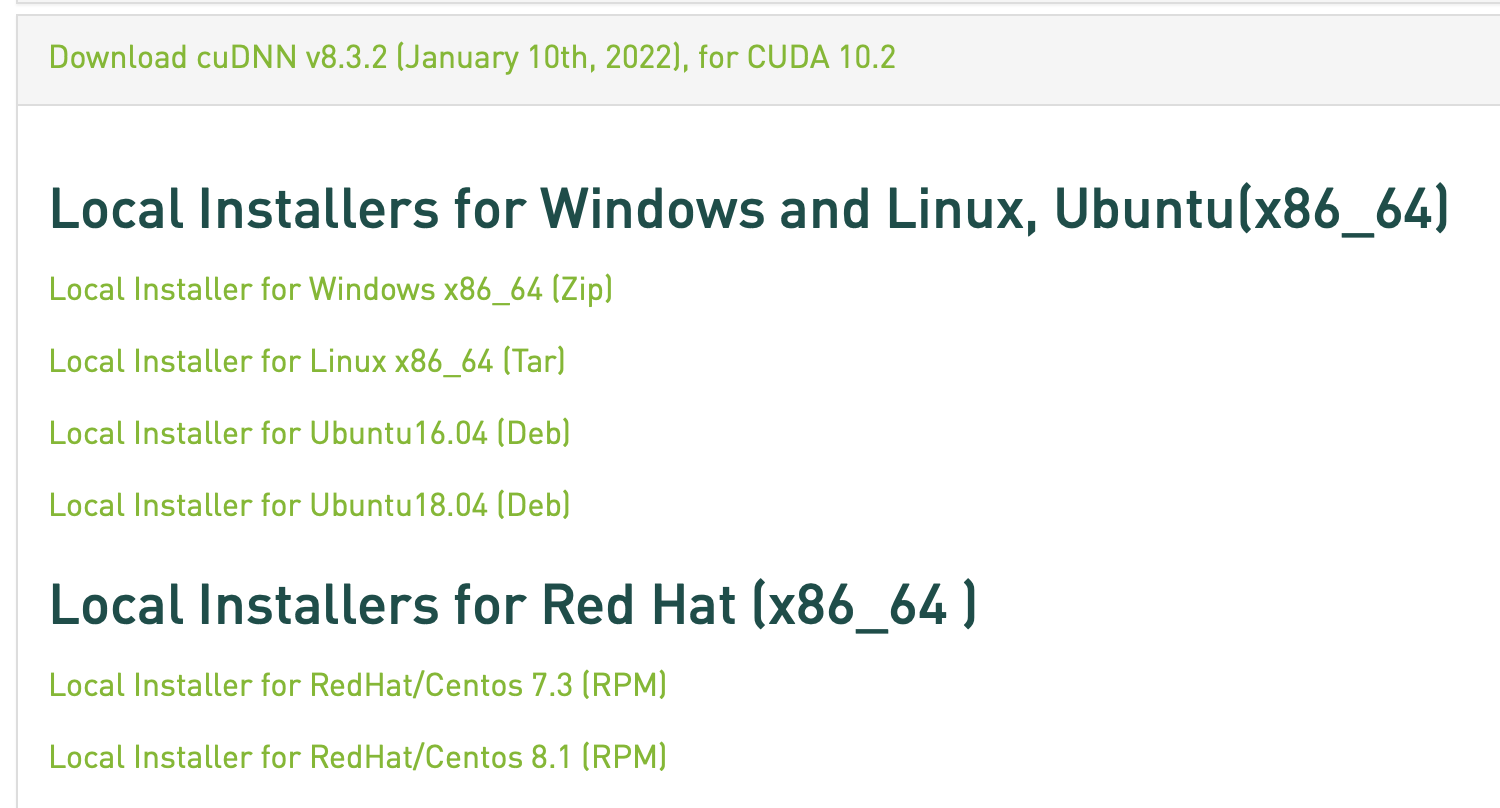 Download cuDNN v8.3.2 (January 10th, 2022), for CUDA 10.2
Local Installers for Windows and Linux, Ubuntu(x86_64)
Local Installer for Windows x86_64 (Zip)
Local Installer for Linux x86_64 (Tar)
Local Installer for Ubuntu16.04 (Deb)
Local Installer for Ubuntu18.04 (Deb)
Local Installers for Red Hat (x86_64 )
Local Installer for RedHat/Centos 7.3 (RPM)
Local Installer for RedHat/Centos 8.1 (RPM)